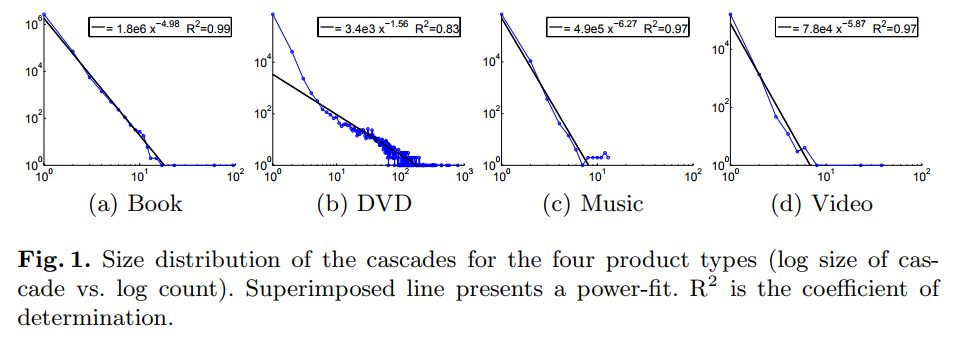 = 1.8e6 x^-4.98 R^2=0.99
10^6
10^4
10^2
10^0
10^0 10^1 10^2
(a) Book
= 3.4e3 x^-1.56 R^2=0.83
10^4
10^2
10^0
10^0 10^1 10^2 10^3
(b) DVD
= 4.9e5 x^-6.27 R^2=0.97
10^4
10^2
10^0
10^0 10^1 10^2
(c) Music
= 7.8e4 x^-5.87 R^2=0.97
10^4
10^2
10^0
10^0 10^1 10^2
(d) Video
Fig. 1. Size distribution of the cascades for the four product types (log size of cas-
cade vs. log count). Superimposed line presents a power-fit. R^2 is the coefficient of
determination.